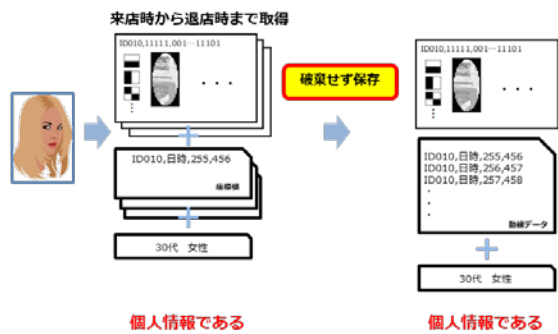 来店時から退店時まで取得
ID010,11111,001…11101
・・・
ID010,日時,255,456
座標値
30代 女性
個人情報である
破棄せず保存
ID010,11111,001…11101
・・・
ID010,日時,255,456
ID010,日時,256,457
ID010,日時,257,458
・
・
・
動線データ
30代 女性
個人情報である